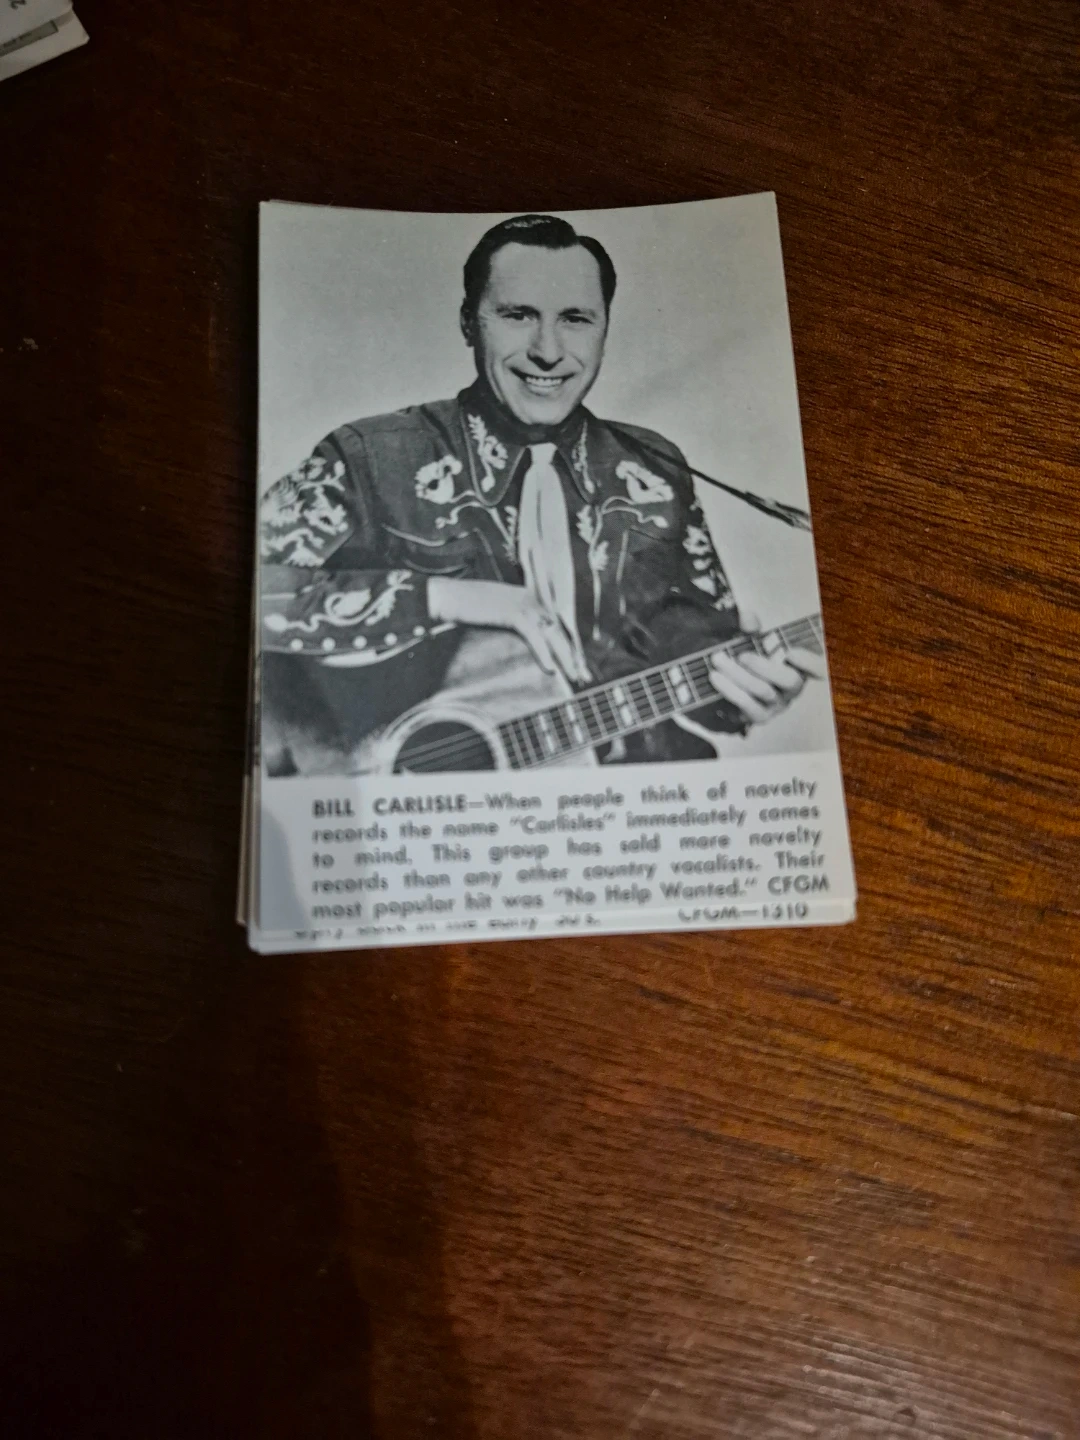 BILL CARLISLE—When people think of novelty
records the name "Carlisles" immediately comes
to mind. This group has sold more novelty
records than any other country vocalists. Their
most popular hit was "No Help Wanted." CFGM
CFGM—1310